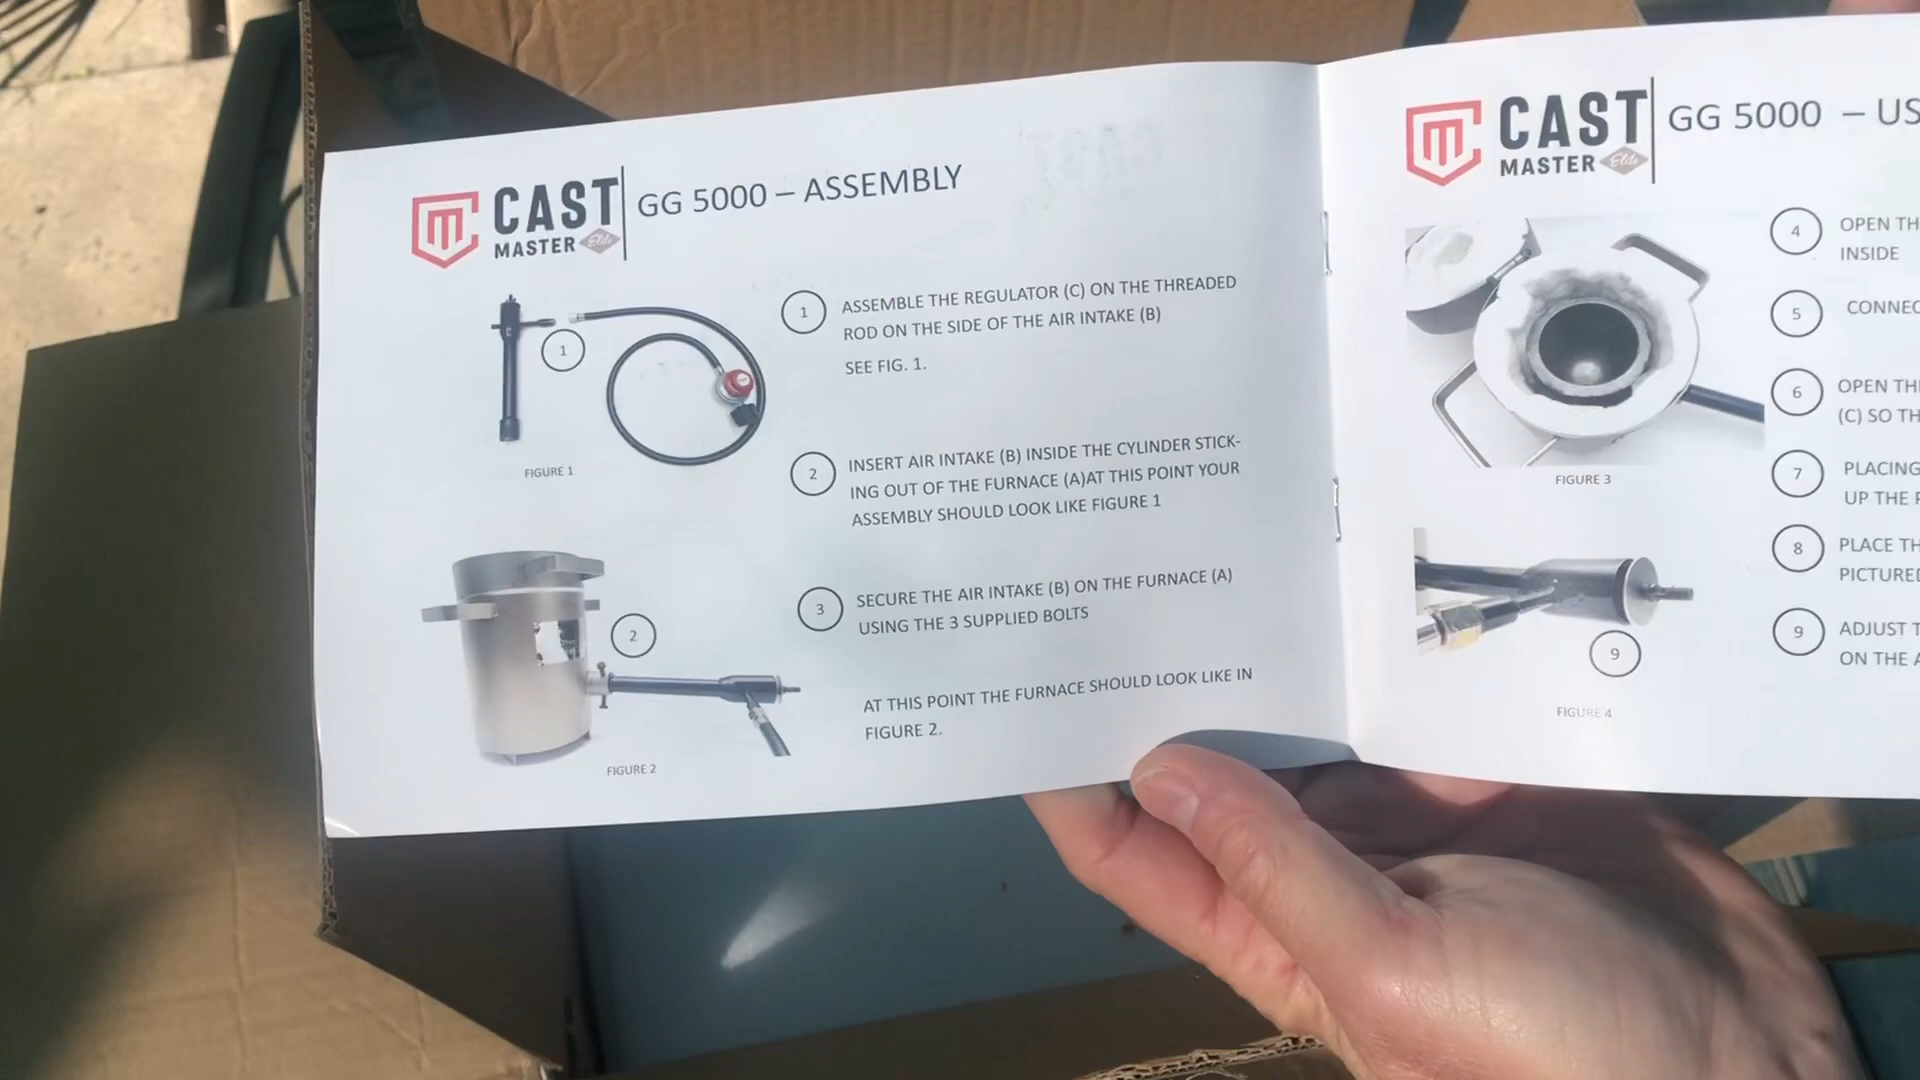 CAST
MASTER Elite
GG 5000 – ASSEMBLY
1
FIGURE 1
1
ASSEMBLE THE REGULATOR (C) ON THE THREADED
ROD ON THE SIDE OF THE AIR INTAKE (B)
SEE FIG. 1.
2
INSERT AIR INTAKE (B) INSIDE THE CYLINDER STICK-
ING OUT OF THE FURNACE (A)AT THIS POINT YOUR
ASSEMBLY SHOULD LOOK LIKE FIGURE 1
3
SECURE THE AIR INTAKE (B) ON THE FURNACE (A)
USING THE 3 SUPPLIED BOLTS
AT THIS POINT THE FURNACE SHOULD LOOK LIKE IN
FIGURE 2.
2
FIGURE 2
CAST
MASTER Elite
GG 5000 – US
FIGURE 3
4
OPEN TH
INSIDE
5
CONNEC
6
OPEN TH
(C) SO TH
7
PLACING
UP THE
8
PLACE TH
PICTURED
9
ADJUST T
ON THE A
9
FIGURE 4